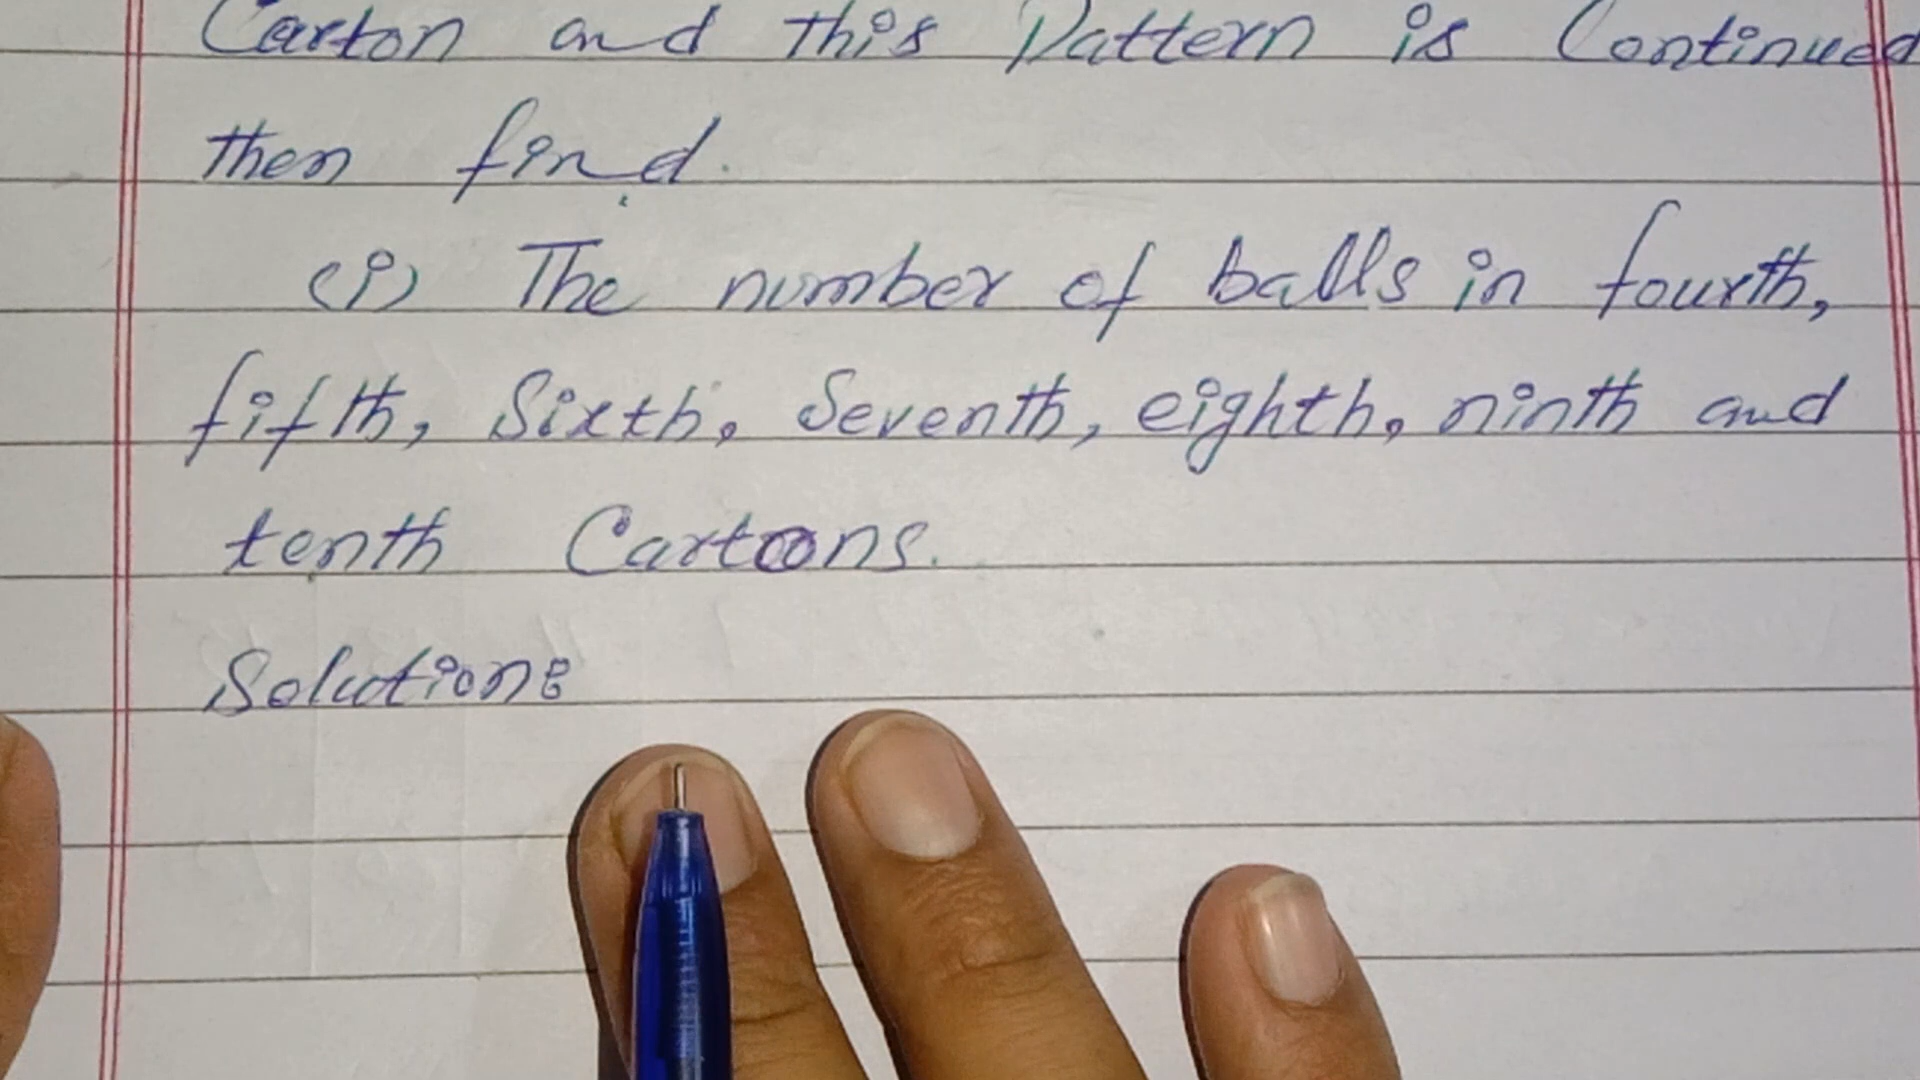 Carton and this Pattern is Continued
then find.
(i) The number of balls in fourth,
fifth, Sixth, Seventh, eighth, ninth and
tenth Cartoons.
Solution: